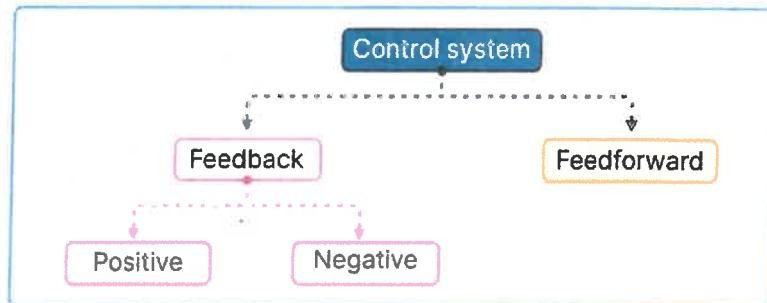 Control system
Feedback
Feedforward
Positive
Negative